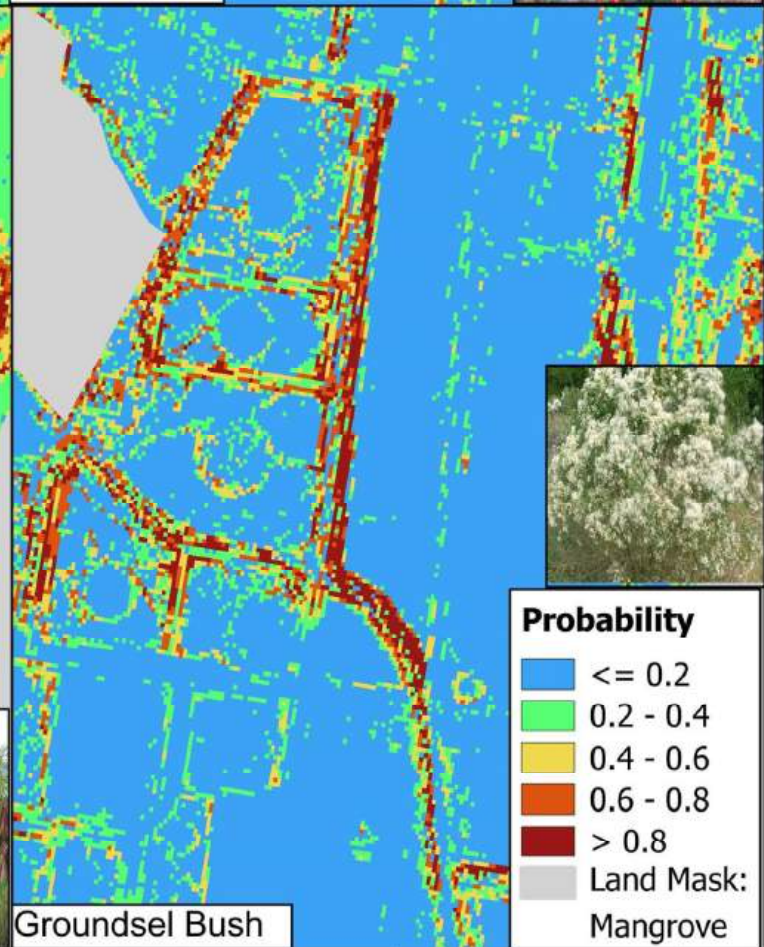 Probability
<= 0.2
0.2 - 0.4
0.4 - 0.6
0.6 - 0.8
> 0.8
Land Mask:
Mangrove
Groundsel Bush